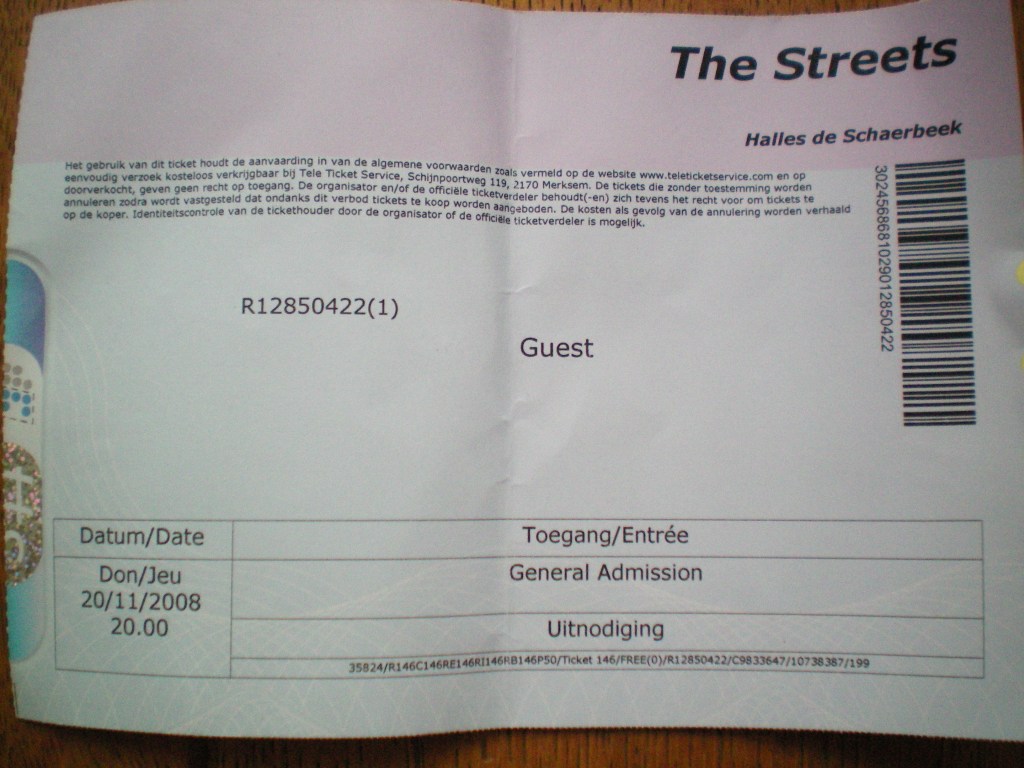 The Streets
Halles de Schaerbeek
Het gebruik van dit ticket houdt de aanvaarding in van de algemene voorwaarden zoals vermeld op de website www.teleticketservice.com en op
eenvoudig verzoek kosteloos verkrijgbaar bij Tele Ticket Service, Schijnpoortweg 119, 2170 Merksem. De tickets die zonder toestemming worden
doorverkocht, geven geen recht op toegang. De organisator en/of de officiële ticketverdeler behoudt(-en) zich tevens het recht voor om tickets te
annuleren zodra wordt vastgesteld dat ondanks dit verbod tickets te koop worden aangeboden. De kosten als gevolg van de annulering worden verhaald
op de koper. Identiteitscontrole van de tickethouder door de organisator of de officiële ticketverdeler is mogelijk.
302456868102901285042​2
R12850422(1)
Guest
Datum/Date
Toegang/Entrée
Don/Jeu
20/11/2008
20.00
General Admission
Uitnodiging
35824/R146C146RE146RI146RB146P50/Ticket 146/FREE(0)/R12850422/C9833647/10738387/199